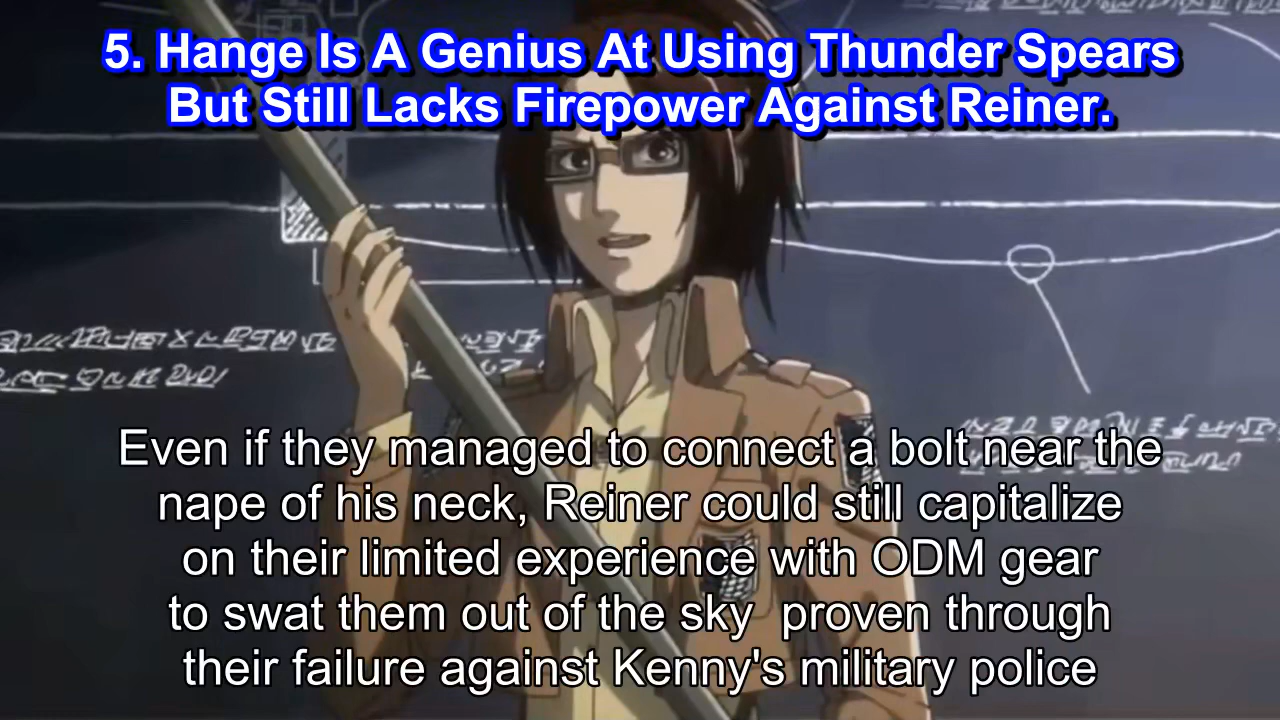 5. Hange Is A Genius At Using Thunder Spears
But Still Lacks Firepower Against Reiner.
Even if they managed to connect a bolt near the
nape of his neck, Reiner could still capitalize
on their limited experience with ODM gear
to swat them out of the sky  proven through
their failure against Kenny's military police